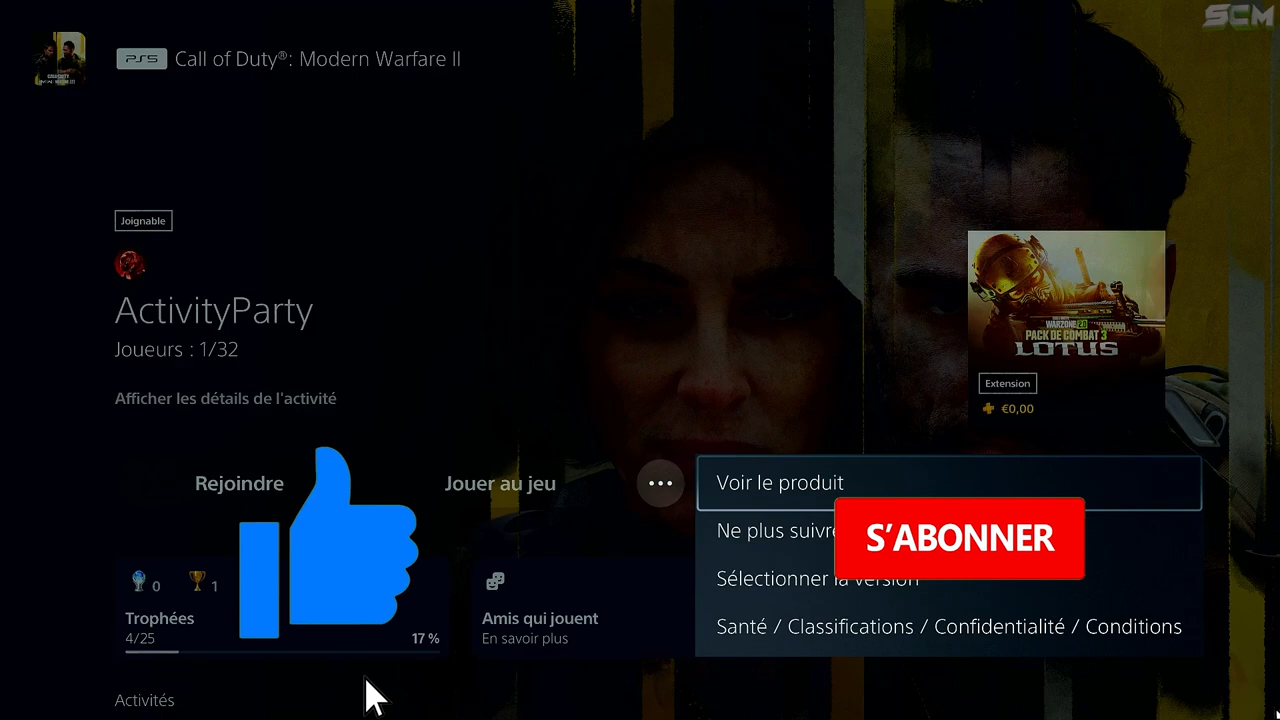 SCM
PS5 Call of Duty®: Modern Warfare II
Joignable
ActivityParty
Joueurs : 1/32
Afficher les détails de l'activité
CALL OF DUTY
WARZONE 2.0
PACK DE COMBAT 3
LOTUS
Extension
€0,00
Rejoindre
Jouer au jeu
Voir le produit
Ne plus suivre
S'ABONNER
Sélectionner la version
Santé / Classifications / Confidentialité / Conditions
0
1
Trophées
4/25
17 %
Amis qui jouent
En savoir plus
Activités